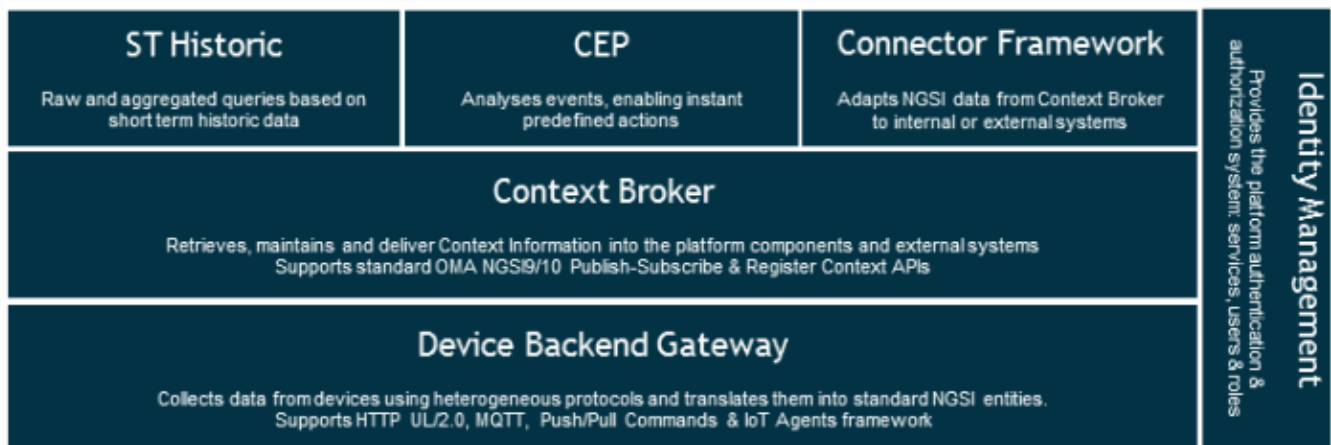 ST Historic
Raw and aggregated queries based on
short term historic data
CEP
Analyses events, enabling instant
predefined actions
Connector Framework
Adapts NGSI data from Context Broker
to internal or external systems
Context Broker
Retrieves, maintains and deliver Context Information into the platform components and external systems
Supports standard OMA NGSI9/10 Publish-Subscribe & Register Context APIs
Device Backend Gateway
Collects data from devices using heterogeneous protocols and translates them into standard NGSI entities.
Supports HTTP UL/2.0, MQTT, Push/Pull Commands & IoT Agents framework
Identity Management
Provides the platform authentication &
authorization system: services, users & roles